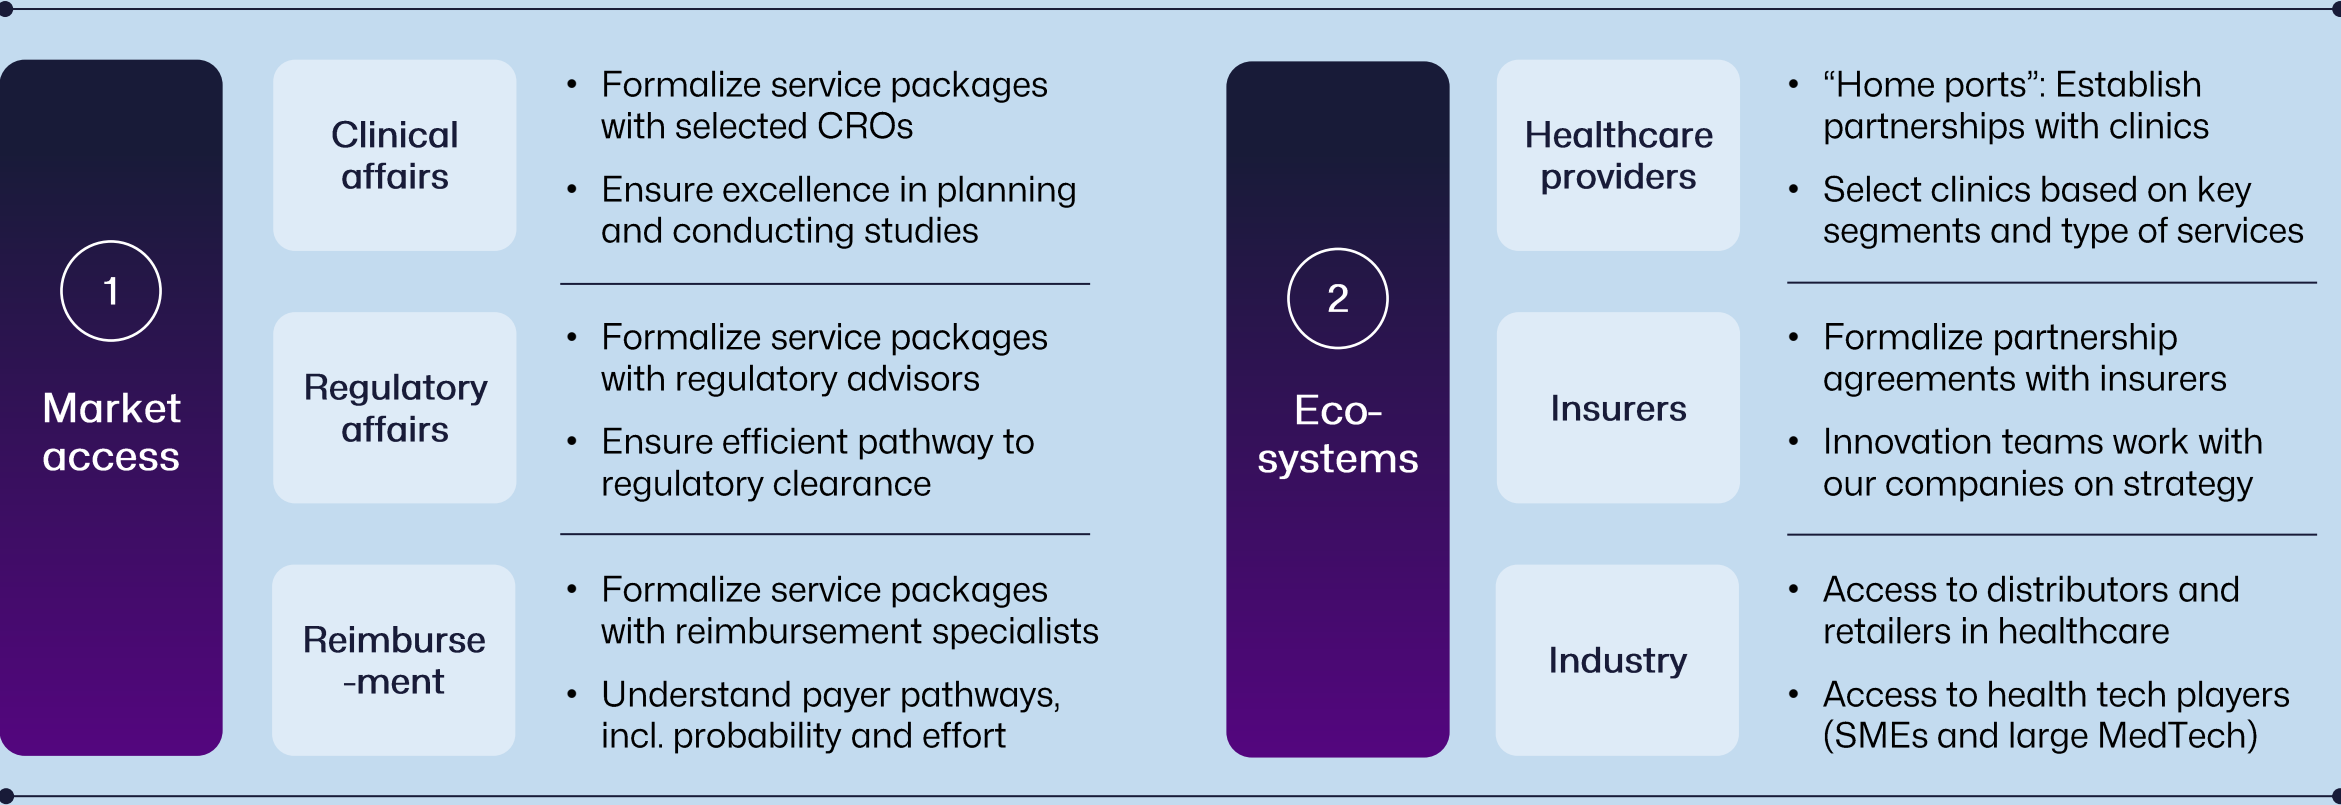 1
Market
access
Clinical
affairs
• Formalize service packages
with selected CROs
• Ensure excellence in planning
and conducting studies
Regulatory
affairs
• Formalize service packages
with regulatory advisors
• Ensure efficient pathway to
regulatory clearance
Reimburse
-ment
• Formalize service packages
with reimbursement specialists
• Understand payer pathways,
incl. probability and effort
2
Eco-
systems
Healthcare
providers
• “Home ports”: Establish
partnerships with clinics
• Select clinics based on key
segments and type of services
Insurers
• Formalize partnership
agreements with insurers
• Innovation teams work with
our companies on strategy
Industry
• Access to distributors and
retailers in healthcare
• Access to health tech players
(SMEs and large MedTech)